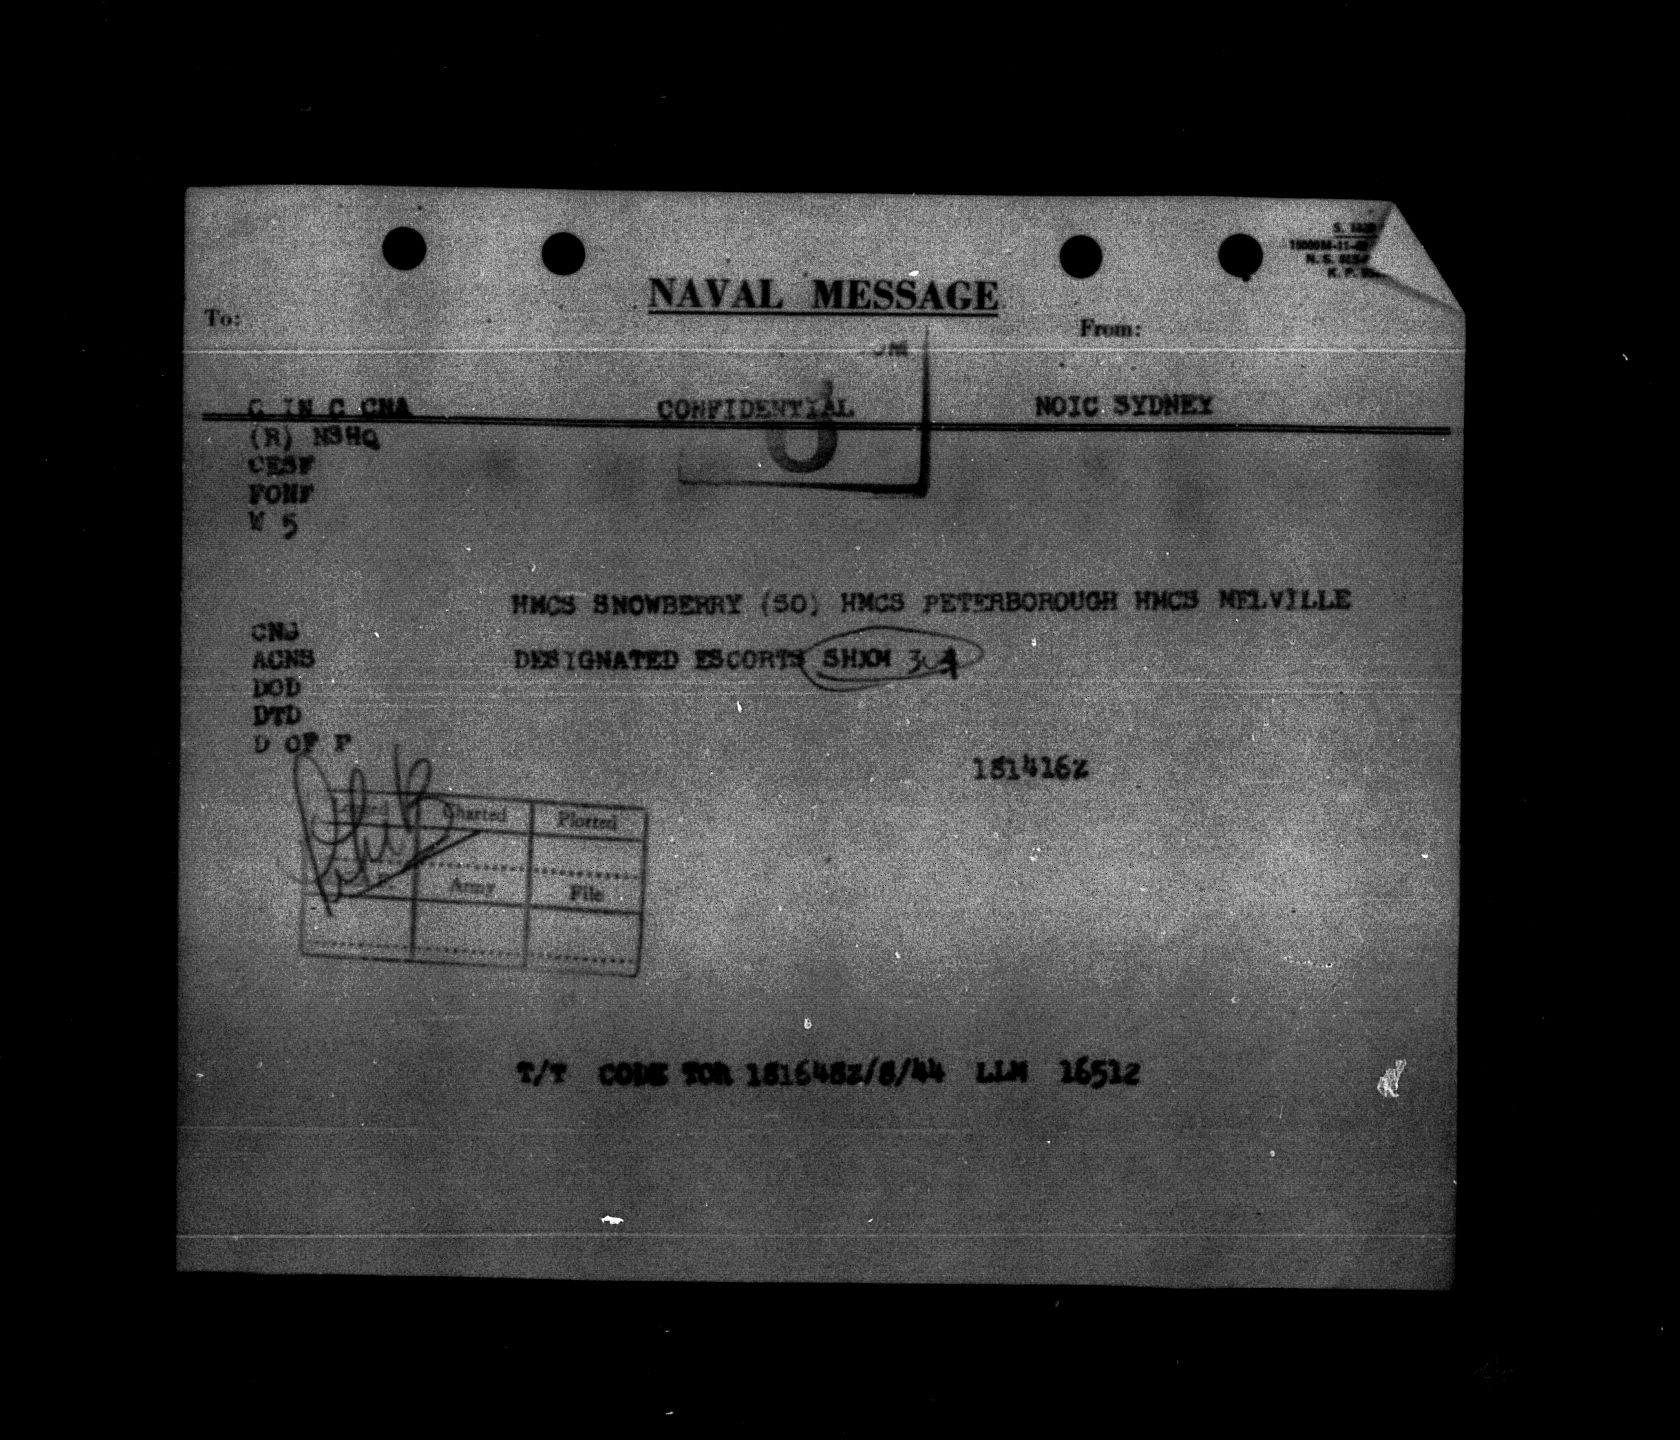 NAVAL MESSAGE
To:
From:
C IN C CNA CONFIDENTIAL NOIC SYDNEY
(R) NSHQ
CESF
FONF
W 5
HMCS SNOWBERRY (SO) HMCS PETERBOROUGH HMCS MELVILLE
CNS
ACNS DESIGNATED ESCORTS SHXM 304
DOD
DTD
D OF P
181416Z
Charted Plotted
Army File
T/T CODE TOR 181648Z/8/44 LLM 1651Z